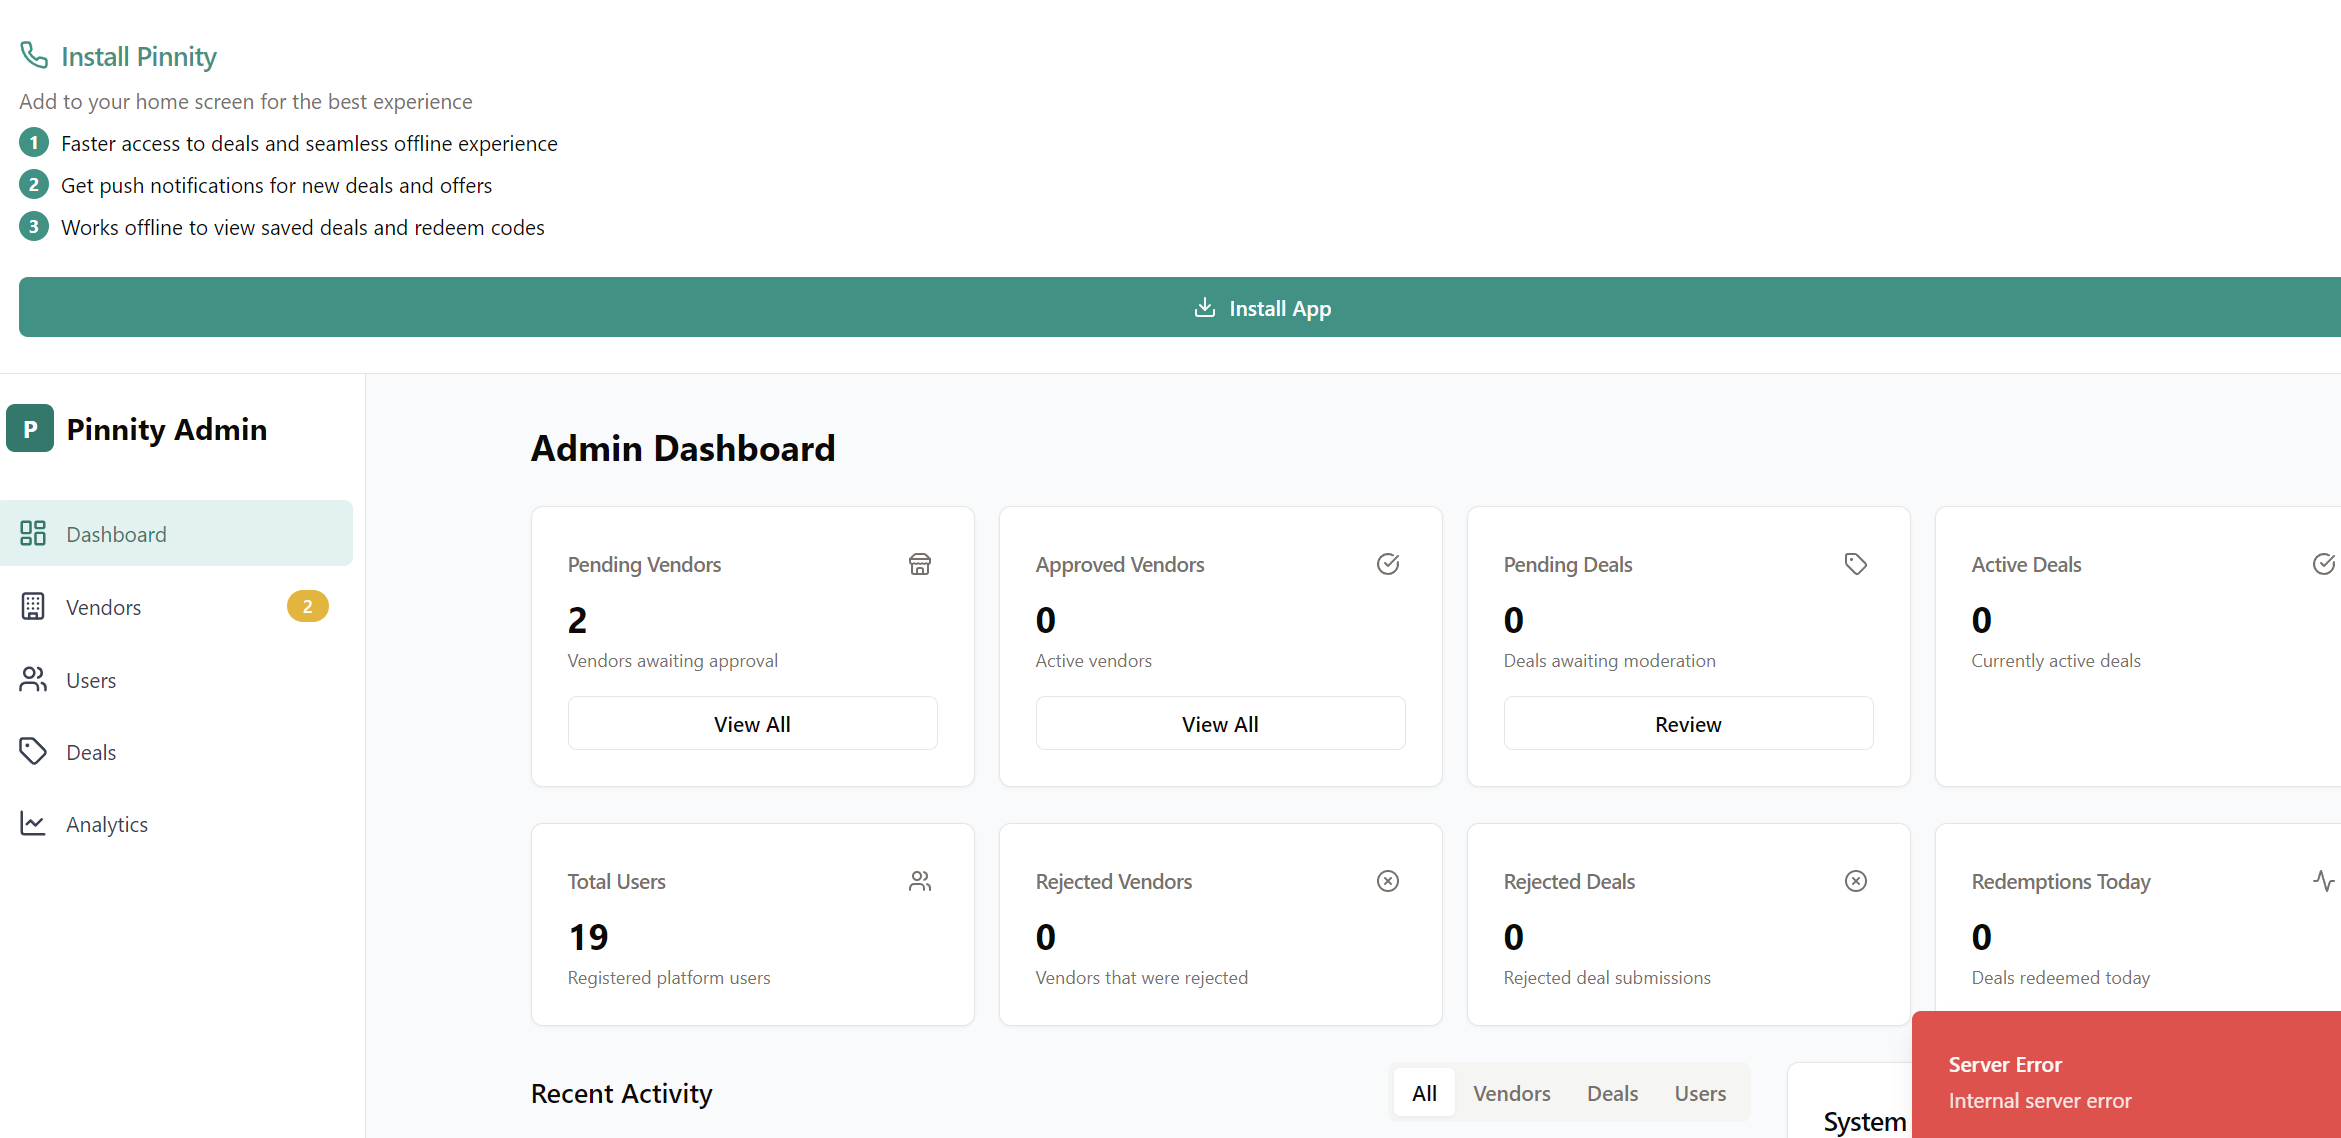 Install Pinnity
Add to your home screen for the best experience
1 Faster access to deals and seamless offline experience
2 Get push notifications for new deals and offers
3 Works offline to view saved deals and redeem codes
Install App
P Pinnity Admin
Dashboard
Vendors 2
Users
Deals
Analytics
Admin Dashboard
Pending Vendors
2
Vendors awaiting approval
View All
Approved Vendors
0
Active vendors
View All
Pending Deals
0
Deals awaiting moderation
Review
Active Deals
0
Currently active deals
Total Users
19
Registered platform users
Rejected Vendors
0
Vendors that were rejected
Rejected Deals
0
Rejected deal submissions
Redemptions Today
0
Deals redeemed today
Recent Activity
All Vendors Deals Users
System
Server Error
Internal server error